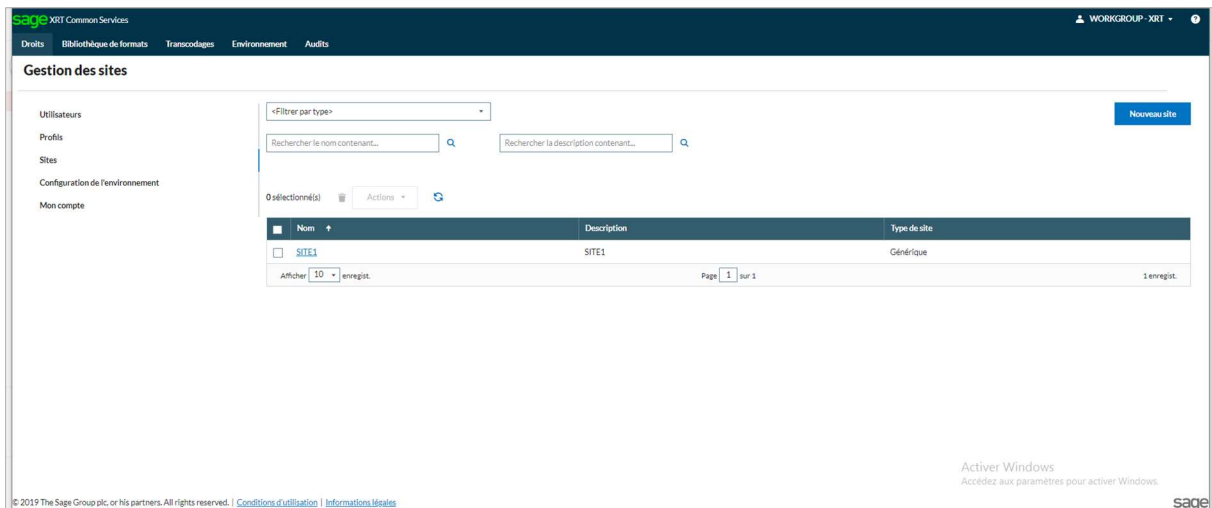 sage XRT Common Services
WORKGROUP - XRT
?
Droits Bibliothèque de formats Transcodages Environnement Audits
Gestion des sites
Utilisateurs
Profils
Sites
Configuration de l'environnement
Mon compte
<Filtrer par type>
Nouveau site
Rechercher le nom contenant...
Rechercher la description contenant...
0 sélectionné(s) Actions
Nom Description Type de site
SITE1 SITE1 Générique
Afficher 10 enregist. Page 1 sur 1 1 enregist.
Activer Windows
Accédez aux paramètres pour activer Windows.
© 2019 The Sage Group plc, or his partners. All rights reserved. | Conditions d'utilisation | Informations légales
sage